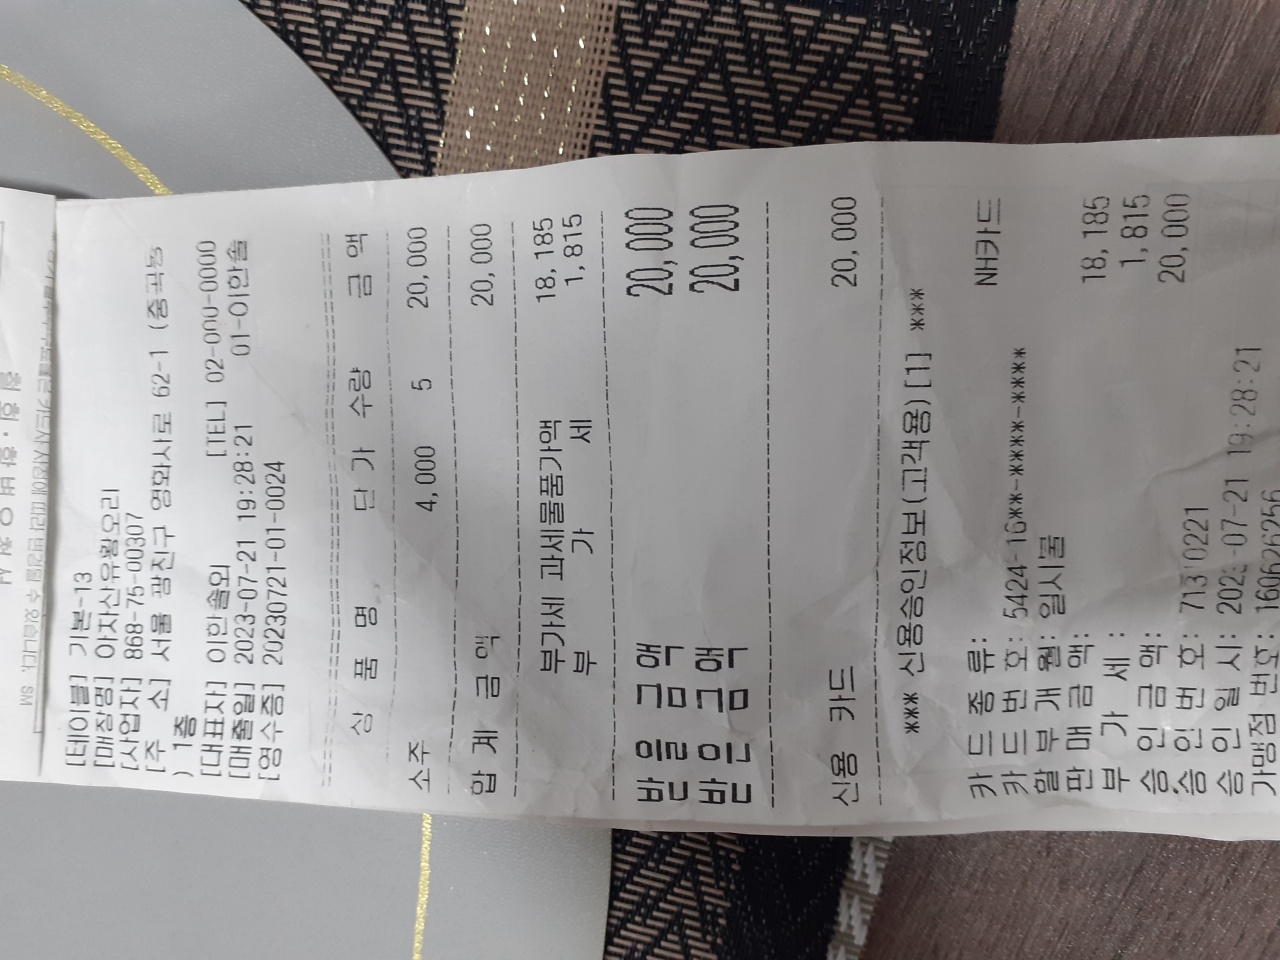 [테이블] 기본-13
[매장명] 아자산유황오리
[사업자] 868-75-00307
[주 소] 서울 광진구 영화사로 62-1 (중곡동
) 1층
[대표자] 이한솔외 [TEL] 02-000-0000
[매출일] 2023-07-21 19:28:21 01-이한솔
[영수증] 20230721-01-0024
상 품 명 단 가 수량 금 액
소주 4,000 5 20,000
합 계 금 액 20,000
부가세 과세물품가액 18,185
부 가 세 1,815
받을금액 20,000
받은금액 20,000
신용 카드 20,000
*** 신용승인정보(고객용) [1] ***
카 드 종 류: NH카드
카 드 번 호: 5424-16**-****-****
할 부 개 월: 일시불
판 매 금 액: 18,185
부 가 세 : 1,815
승 인 금 액: 20,000
승 인 번 호: 71310221
승 인 일 시: 2023-07-21 19:28:21
가맹점 번호: 160626256